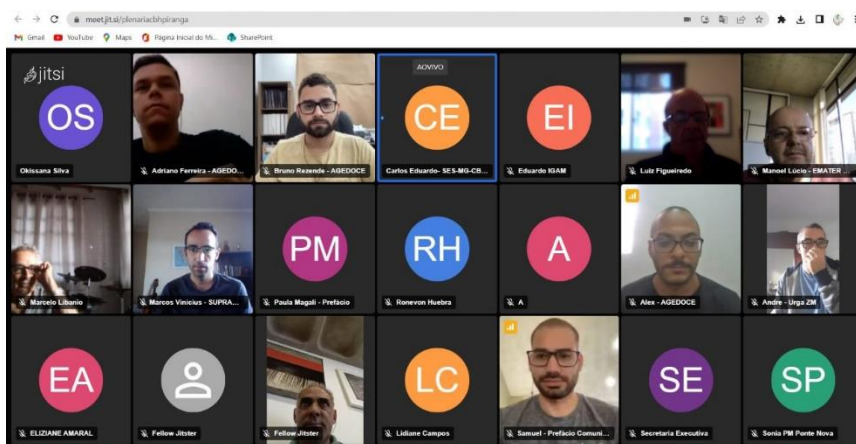 meet.jit.si/plenariacbhpiranga
Gmail YouTube Maps Página Inicial do Mi... SharePoint
jitsi
AO VIVO
OS CE EI
Okissana Silva Adriano Ferreira - AGEDO... Bruno Rezende - AGEDOCE Carlos Eduardo- SES-MG-CB... Eduardo IGAM Luiz Figueiredo Manoel Lúcio - EMATER ...
PM RH A
Marcelo Libanio Marcos Vinicius - SUPRA... Paula Magali - Prefácio Ronevon Huebra A Alex - AGEDOCE Andre - Urga ZM
EA LC SE SP
ELIZIANE AMARAL Fellow Jitster Fellow Jitster Lidiane Campos Samuel - Prefácio Comuni... Secretaria Executiva Sonia PM Ponte Nova